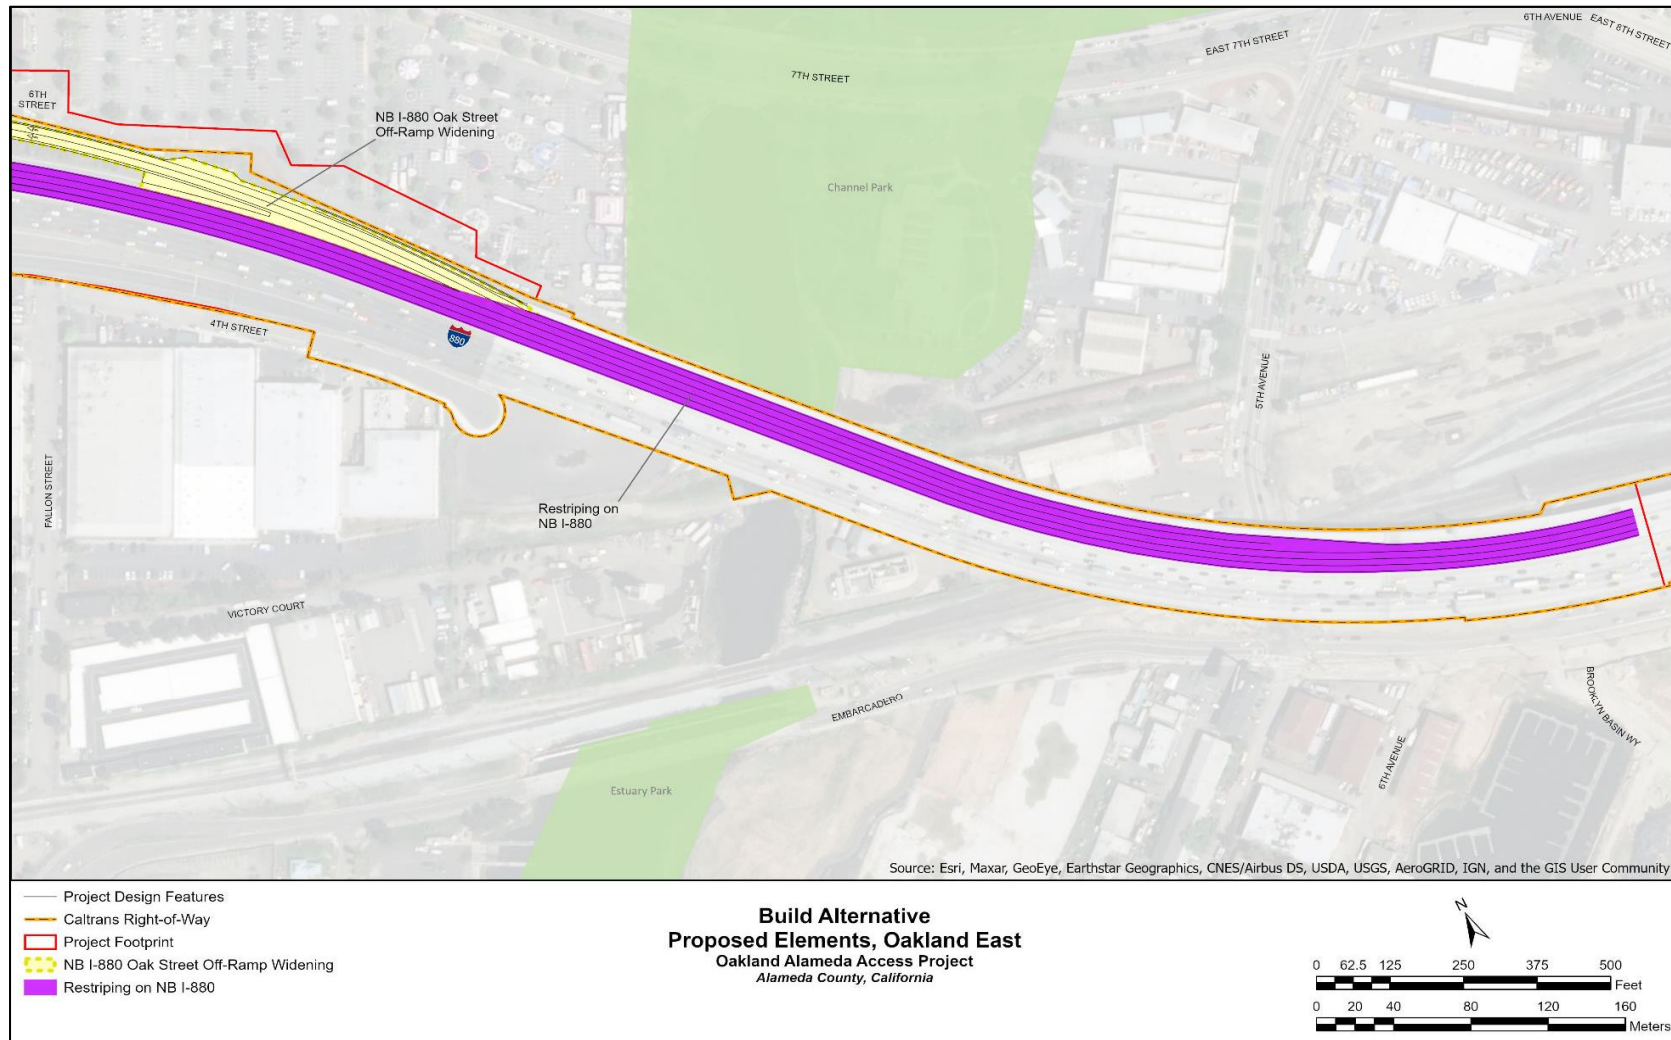 6TH AVENUE
EAST 8TH STREET
EAST 7TH STREET
7TH STREET
6TH
STREET
NB I-880 Oak Street
Off-Ramp Widening
Channel Park
4TH STREET
880
5TH AVENUE
FALLON STREET
Restriping on
NB I-880
VICTORY COURT
EMBARCADERO
BROOKLYN BASIN WY
6TH AVENUE
Estuary Park
Source: Esri, Maxar, GeoEye, Earthstar Geographics, CNES/Airbus DS, USDA, USGS, AeroGRID, IGN, and the GIS User Community
Project Design Features
Caltrans Right-of-Way
Project Footprint
NB I-880 Oak Street Off-Ramp Widening
Restriping on NB I-880
Build Alternative
Proposed Elements, Oakland East
Oakland Alameda Access Project
Alameda County, California
N
0 62.5 125 250 375 500
Feet
0 20 40 80 120 160
Meters